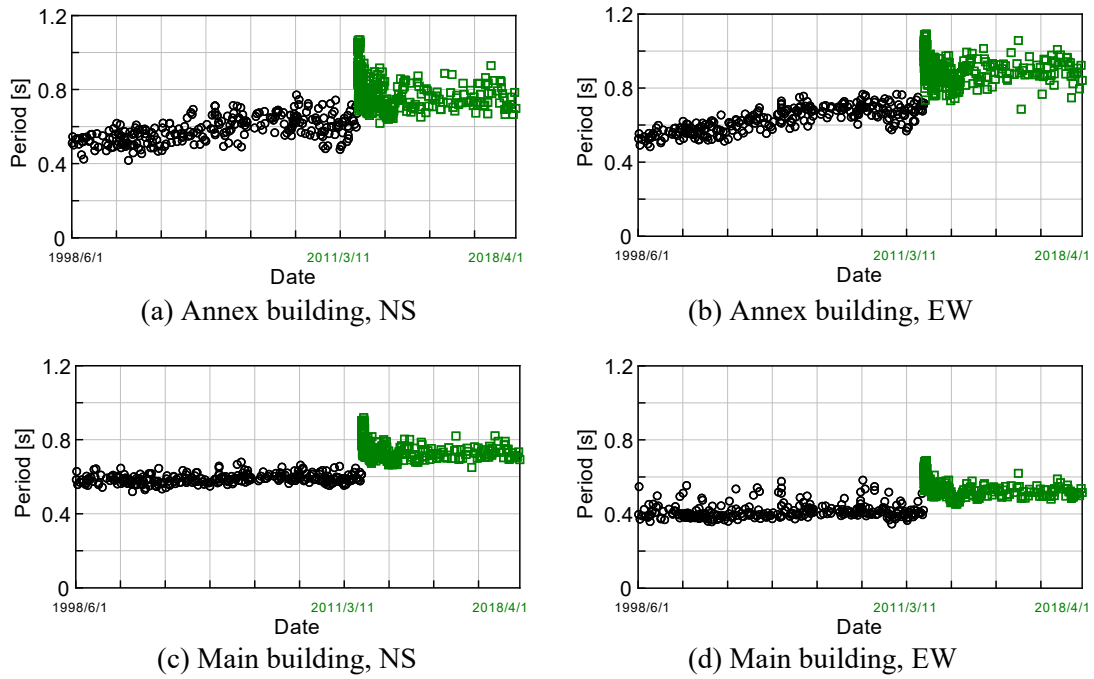 1.2
0.8
0.4
0
Period [s]
1998/6/1
2011/3/11
2018/4/1
Date
(a) Annex building, NS
1.2
0.8
0.4
0
Period [s]
1998/6/1
2011/3/11
2018/4/1
Date
(b) Annex building, EW
1.2
0.8
0.4
0
Period [s]
1998/6/1
2011/3/11
2018/4/1
Date
(c) Main building, NS
1.2
0.8
0.4
0
Period [s]
1998/6/1
2011/3/11
2018/4/1
Date
(d) Main building, EW